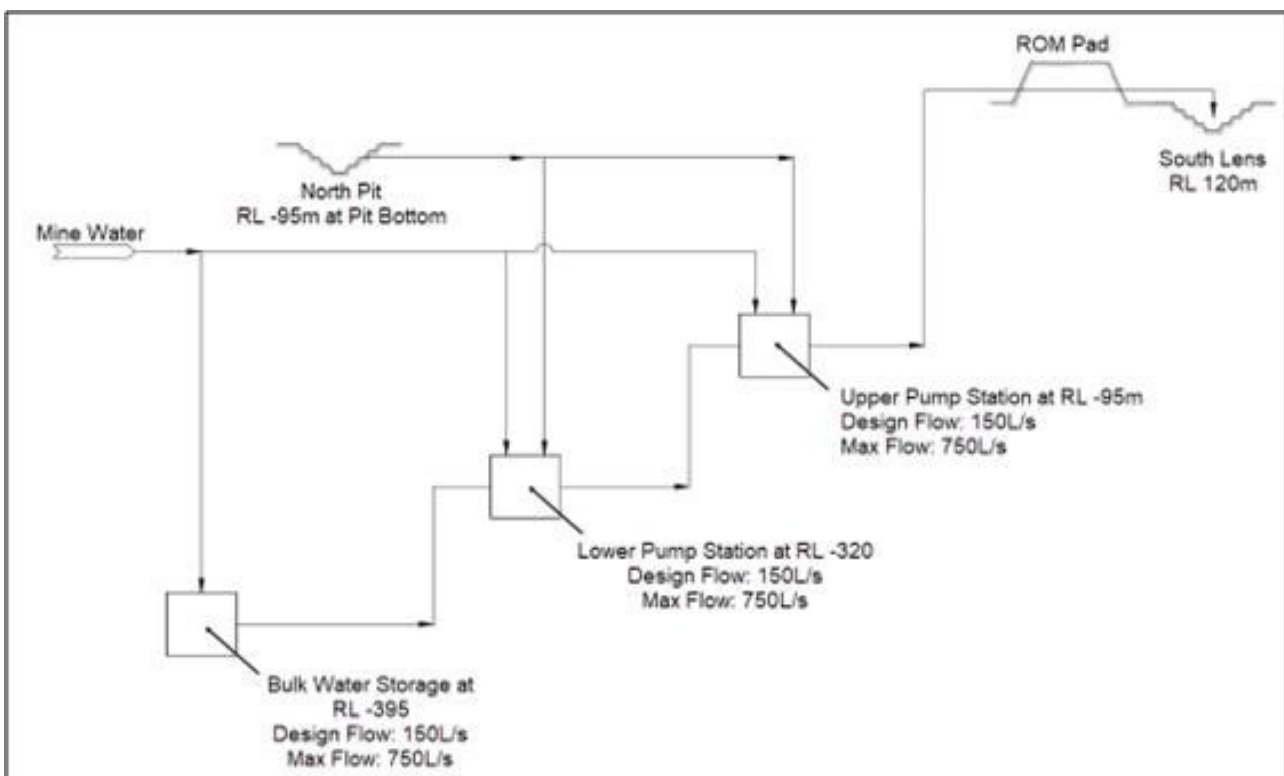 ROM Pad
South Lens
RL 120m
North Pit
RL -95m at Pit Bottom
Mine Water
Upper Pump Station at RL -95m
Design Flow: 150L/s
Max Flow: 750L/s
Lower Pump Station at RL -320
Design Flow: 150L/s
Max Flow: 750L/s
Bulk Water Storage at
RL -395
Design Flow: 150L/s
Max Flow: 750L/s